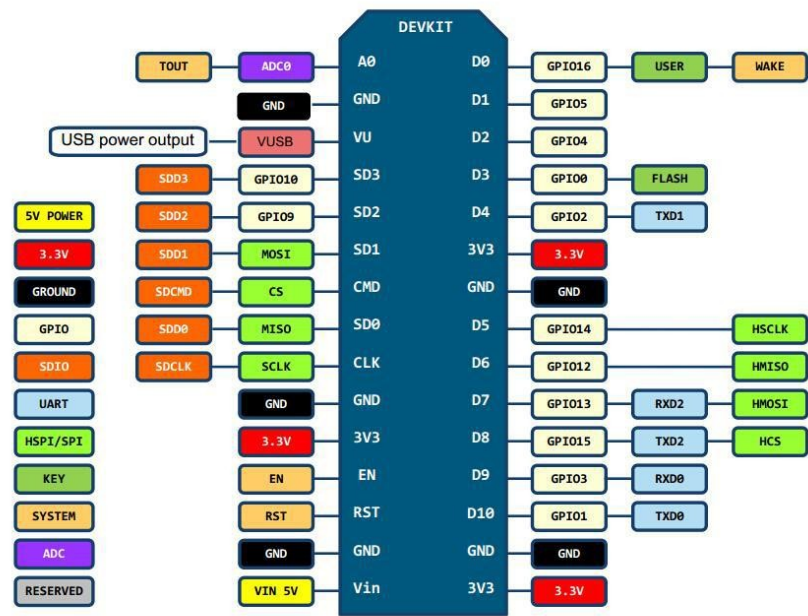 DEVKIT
TOUT ADC0 A0 D0 GPIO16 USER WAKE
GND GND D1 GPIO5
USB power output VUSB VU D2 GPIO4
SDD3 GPIO10 SD3 D3 GPIO0 FLASH
5V POWER SDD2 GPIO9 SD2 D4 GPIO2 TXD1
3.3V SDD1 MOSI SD1 3V3 3.3V
GROUND SDCMD CS CMD GND GND
GPIO SDD0 MISO SD0 D5 GPIO14 HSCLK
SDIO SDCLK SCLK CLK D6 GPIO12 HMISO
UART GND GND D7 GPIO13 RXD2 HMOSI
HSPI/SPI 3.3V 3V3 D8 GPIO15 TXD2 HCS
KEY EN EN D9 GPIO3 RXD0
SYSTEM RST RST D10 GPIO1 TXD0
ADC GND GND GND GND
RESERVED VIN 5V Vin 3V3 3.3V